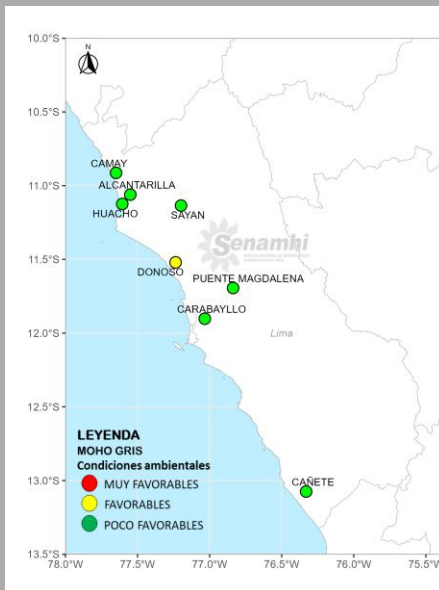 10.0°S
N
10.5°S
CAMAY
11.0°S
ALCANTARILLA
HUACHO
SAYAN
Senamhi
11.5°S
DONOSO
PUENTE MAGDALENA
CARABAYLLO
12.0°S
Lima
12.5°S
LEYENDA
MOHO GRIS
Condiciones ambientales
13.0°S
CAÑETE
MUY FAVORABLES
FAVORABLES
POCO FAVORABLES
13.5°S
78.0°W 77.5°W 77.0°W 76.5°W 76.0°W 75.5°W